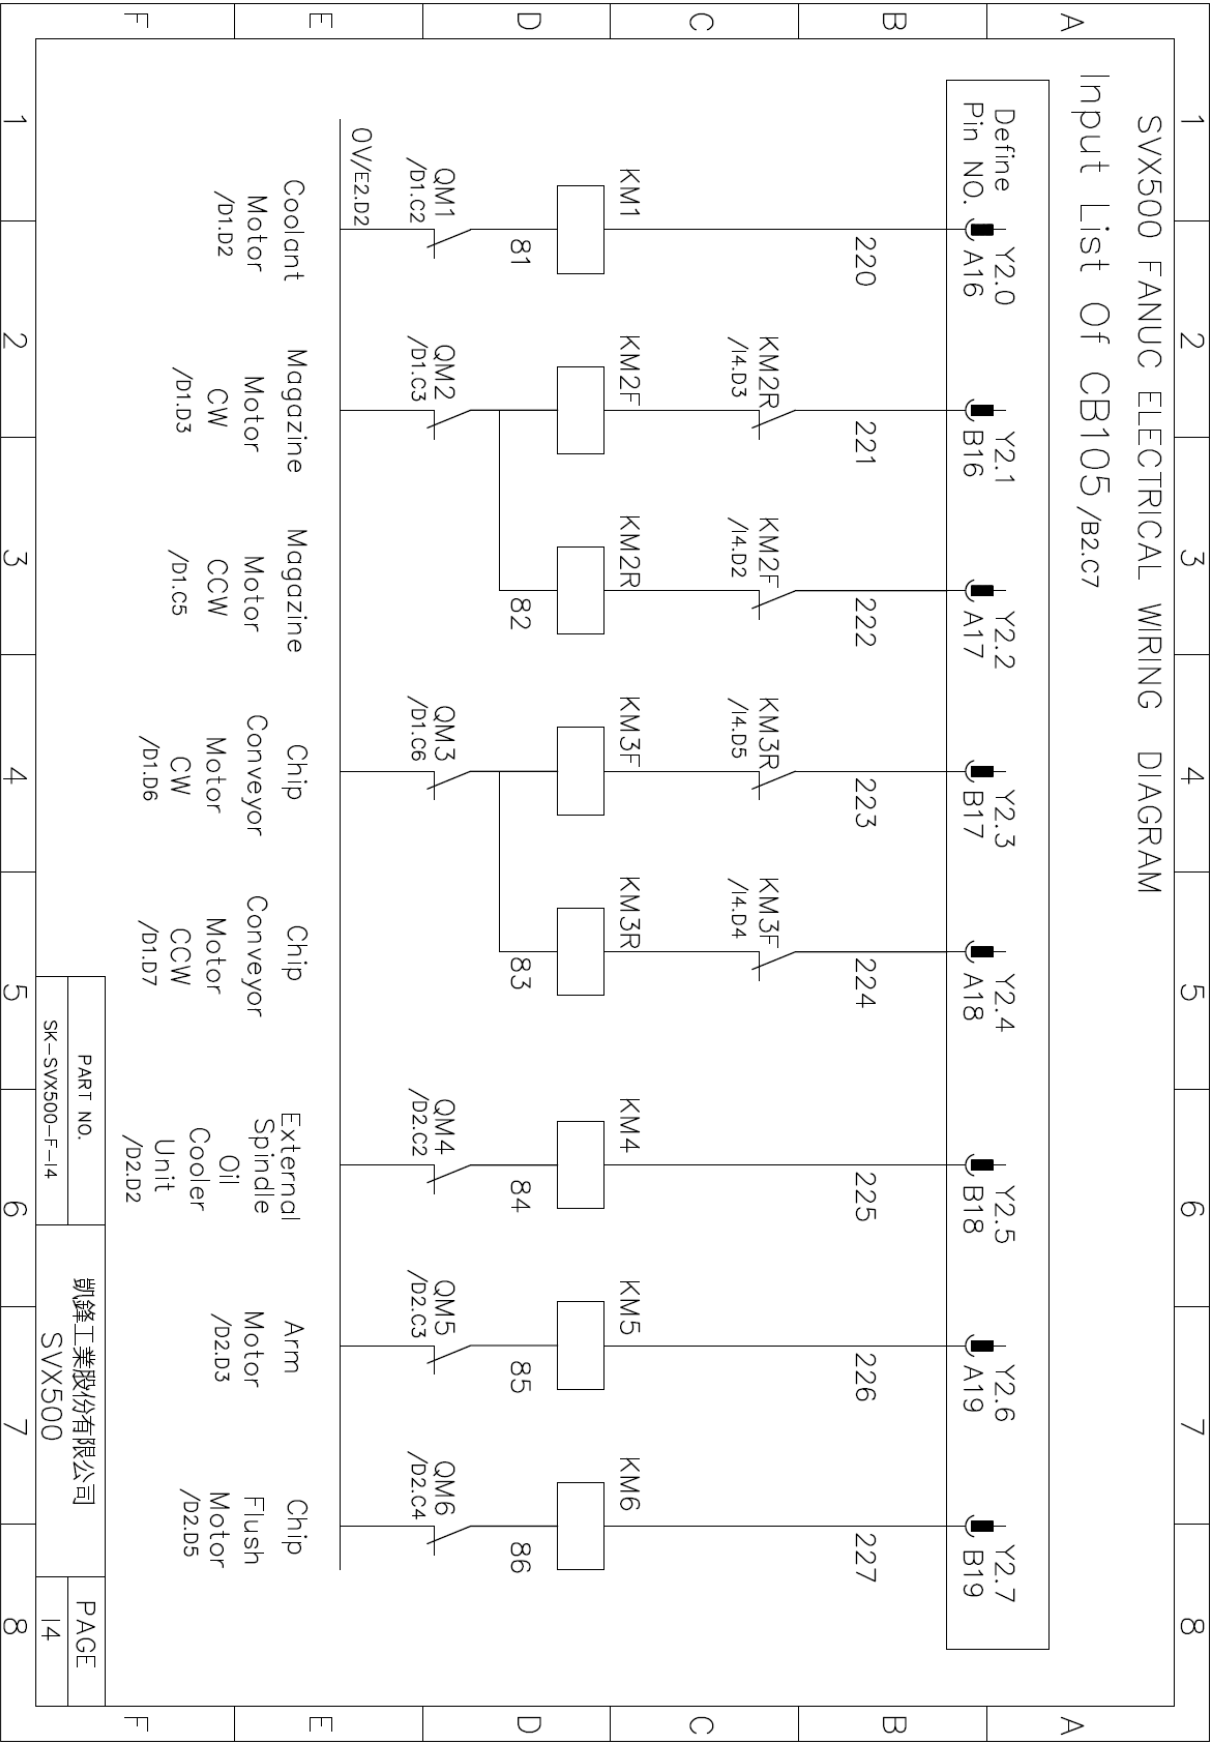 1 2 3 4 5 6 7 8
A B C D E F
A B C D E F
SVX500 FANUC ELECTRICAL WIRING DIAGRAM
Input List Of CB105 /B2.C7
Define Y2.0 Y2.1 Y2.2 Y2.3 Y2.4 Y2.5 Y2.6 Y2.7
Pin NO. A16 B16 A17 B17 A18 B18 A19 B19
220 221 222 223 224 225 226 227
KM2R KM2F KM3R KM3F
/I4.D3 /I4.D2 /I4.D5 /I4.D4
KM1 KM2F KM2R KM3F KM3R KM4 KM5 KM6
81 82 83 84 85 86
QM1 QM2 QM3 QM4 QM5 QM6
/D1.C2 /D1.C3 /D1.C6 /D2.C2 /D2.C3 /D2.C4
0V/E2.D2
Coolant
Motor
/D1.D2
Magazine
Motor
CW
/D1.D3
Magazine
Motor
CCW
/D1.C5
Chip
Conveyor
Motor
CW
/D1.D6
Chip
Conveyor
Motor
CCW
/D1.D7
External
Spindle
Oil
Cooler
Unit
/D2.D2
Arm
Motor
/D2.D3
Chip
Flush
Motor
/D2.D5
PART NO.
SK-SVX500-F-I4
凱鋒工業股份有限公司
SVX500
PAGE
I4
1 2 3 4 5 6 7 8